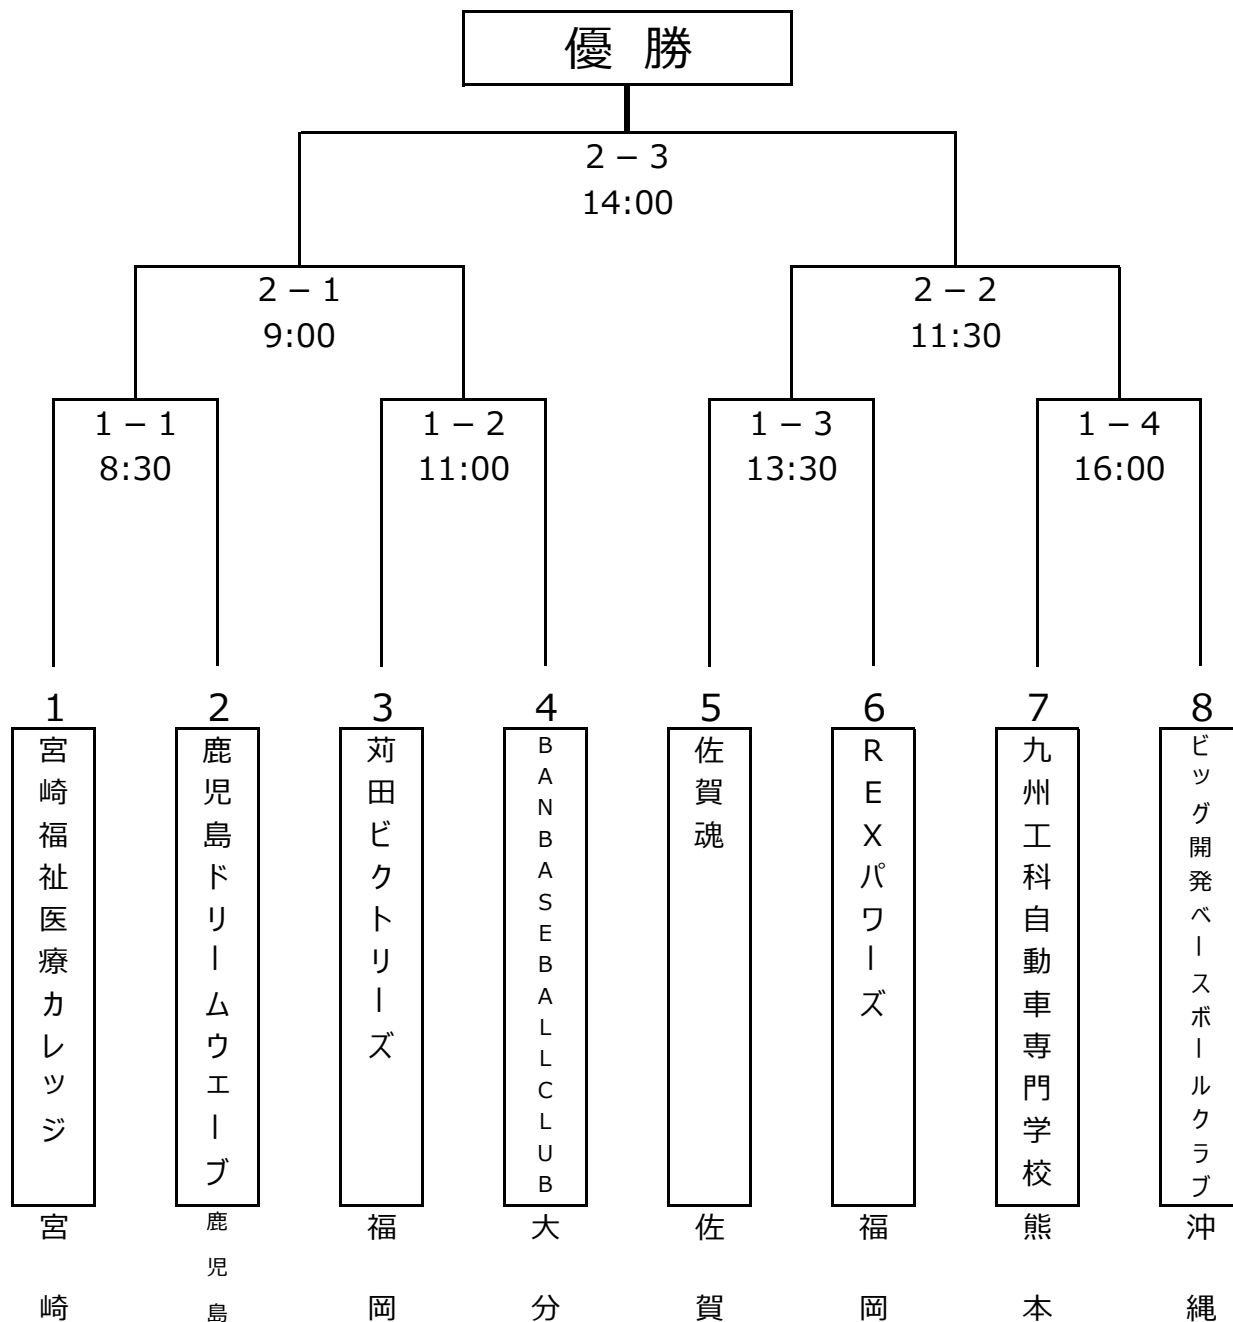 優 勝
2 – 3
14:00
2 – 1
9:00
2 – 2
11:30
1 – 1
8:30
1 – 2
11:00
1 – 3
13:30
1 – 4
16:00
1
宮崎福祉医療カレッジ
宮崎
2
鹿児島ドリームウエーブ
鹿児島
3
苅田ビクトリーズ
福岡
4
BANBASEBALLCLUB
大分
5
佐賀魂
佐賀
6
REXパワーズ
福岡
7
九州工科自動車専門学校
熊本
8
ビッグ開発ベースボールクラブ
沖縄